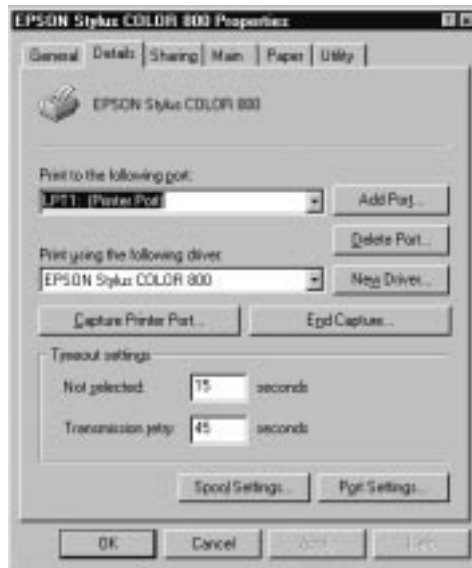 EPSON Stylus COLOR 800 Properties
General Details Sharing Main Paper Utility
EPSON Stylus COLOR 800
Print to the following port:
LPT1: (Printer Port) Add Port...
Delete Port...
Print using the following driver:
EPSON Stylus COLOR 800 New Driver...
Capture Printer Port... End Capture...
Timeout settings
Not selected: 15 seconds
Transmission retry: 45 seconds
Spool Settings... Port Settings...
OK Cancel Apply Help